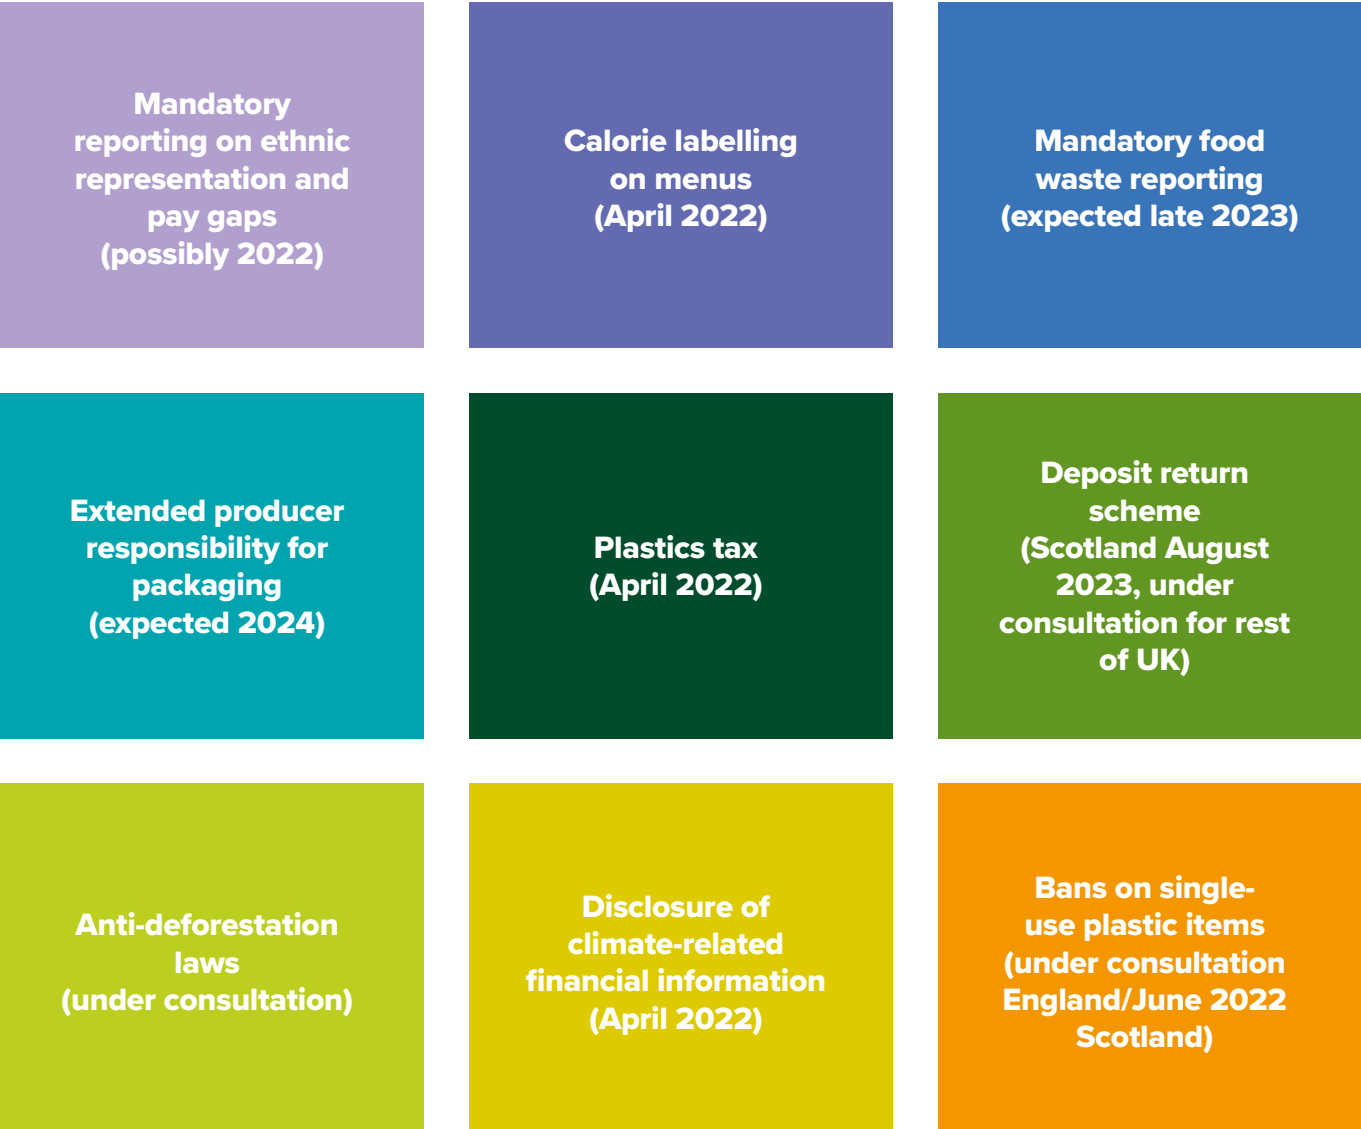 Mandatory
reporting on ethnic
representation and
pay gaps
(possibly 2022)
Calorie labelling
on menus
(April 2022)
Mandatory food
waste reporting
(expected late 2023)
Extended producer
responsibility for
packaging
(expected 2024)
Plastics tax
(April 2022)
Deposit return
scheme
(Scotland August
2023, under
consultation for rest
of UK)
Anti-deforestation
laws
(under consultation)
Disclosure of
climate-related
financial information
(April 2022)
Bans on single-
use plastic items
(under consultation
England/June 2022
Scotland)